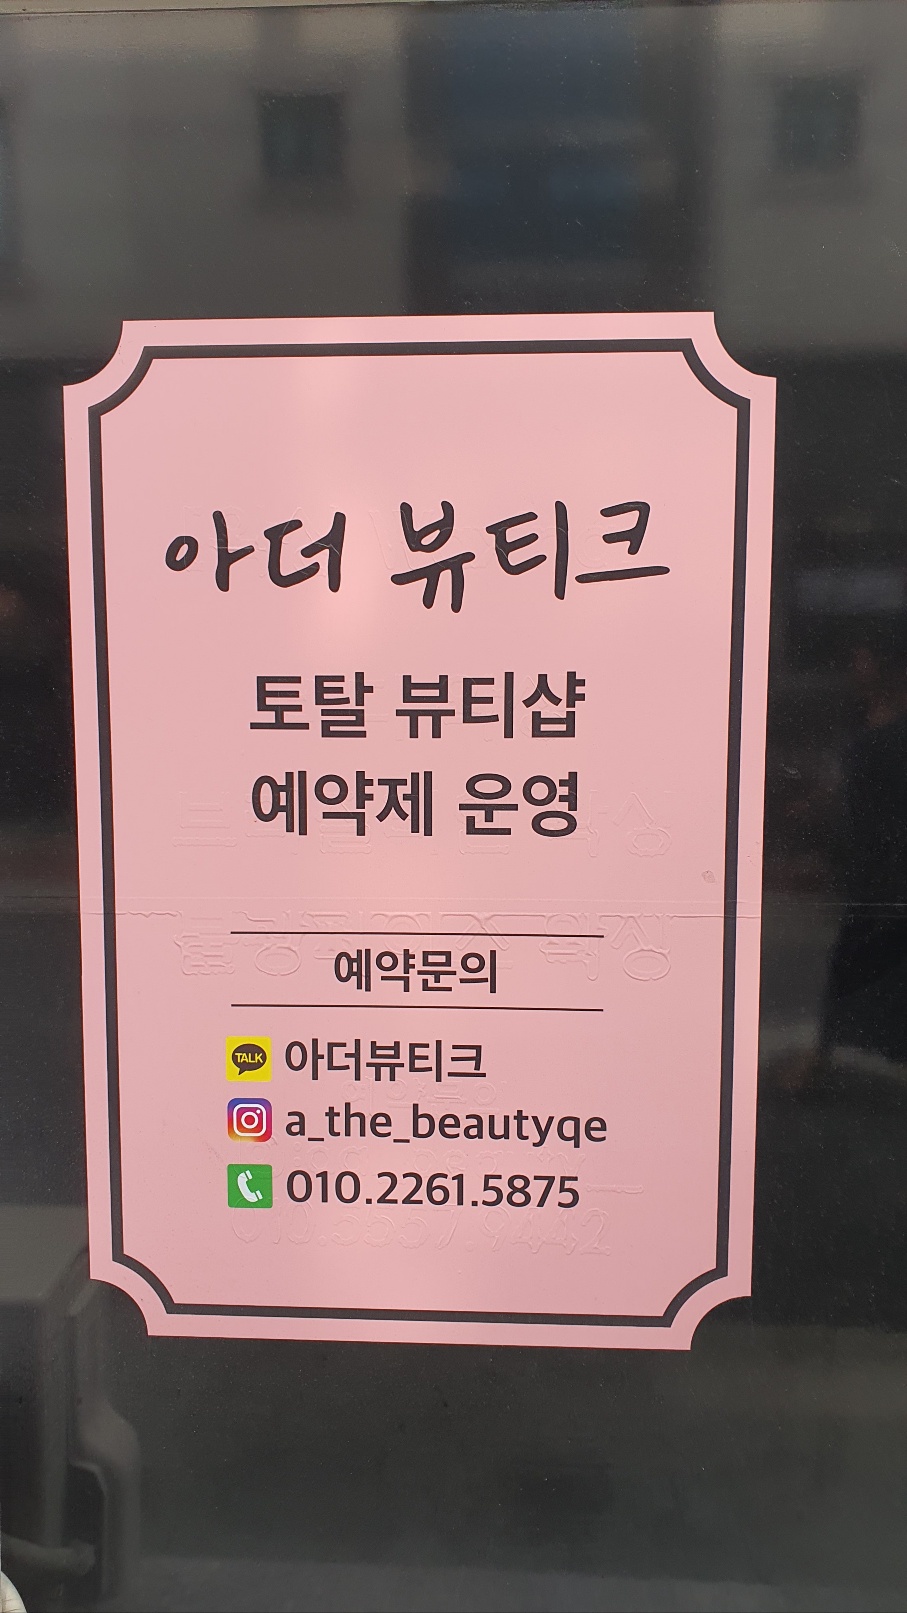 아더 뷰티크
토탈 뷰티샵
예약제 운영
예약문의
TALK 아더뷰티크
a_the_beautyqe
010.2261.5875